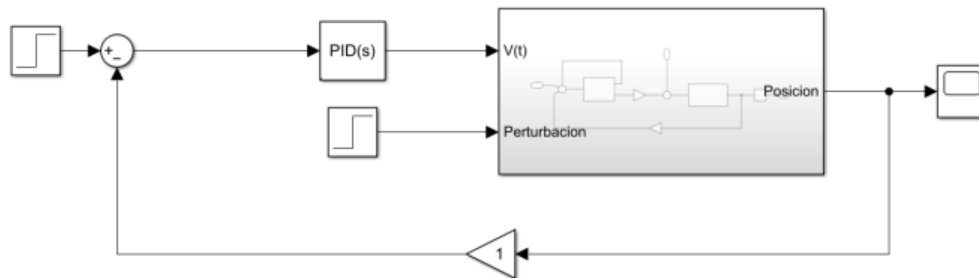 +
−
PID(s)
V(t)
Posicion
Perturbacion
1